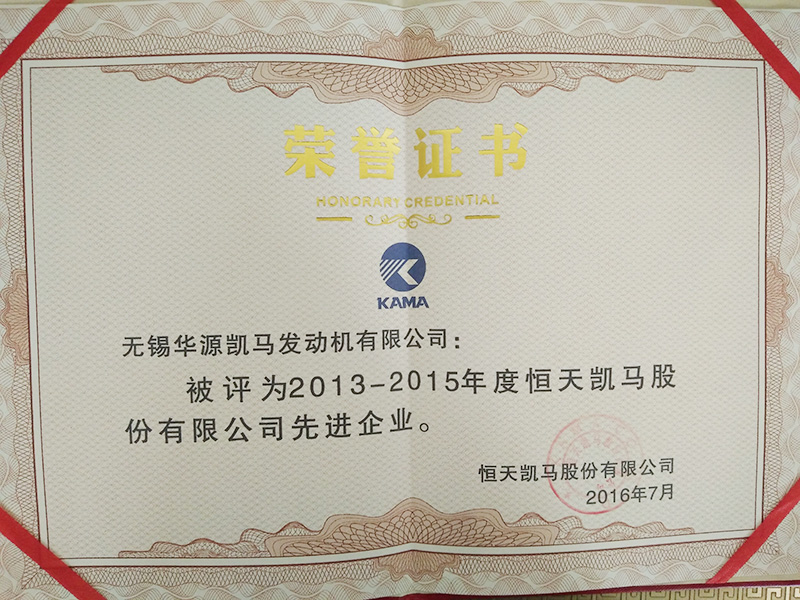 荣誉证书
HONORARY CREDENTIAL
KAMA
无锡华源凯马发动机有限公司：
被评为2013-2015年度恒天凯马股
份有限公司先进企业。
恒天凯马股份有限公司
2016年7月